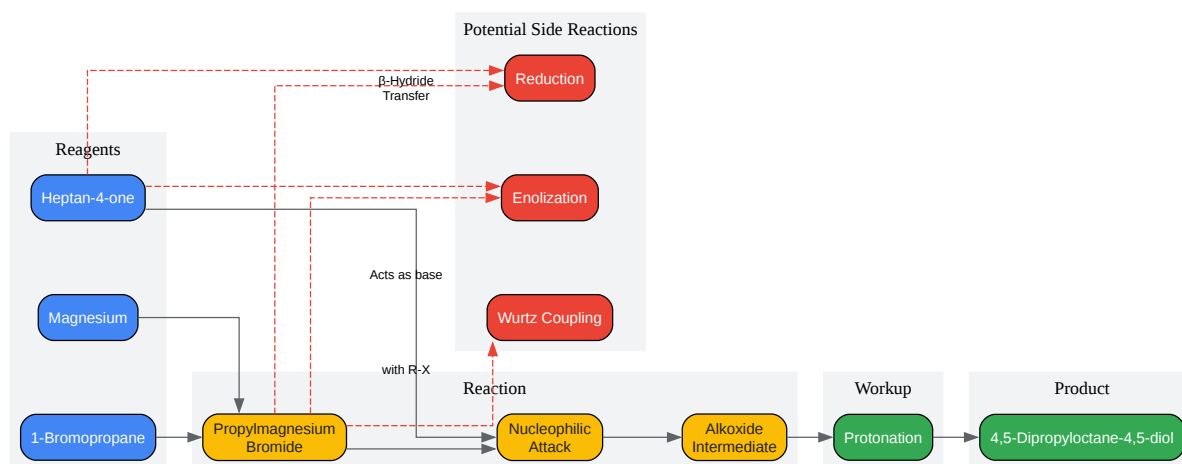 Potential Side Reactions
Reduction
β-Hydride
Transfer
Reagents
Heptan-4-one
Enolization
Acts as base
Magnesium
Wurtz Coupling
with R-X
Reaction
Workup
Product
1-Bromopropane
Propylmagnesium
Bromide
Nucleophilic
Attack
Alkoxide
Intermediate
Protonation
4,5-Dipropyloctane-4,5-diol